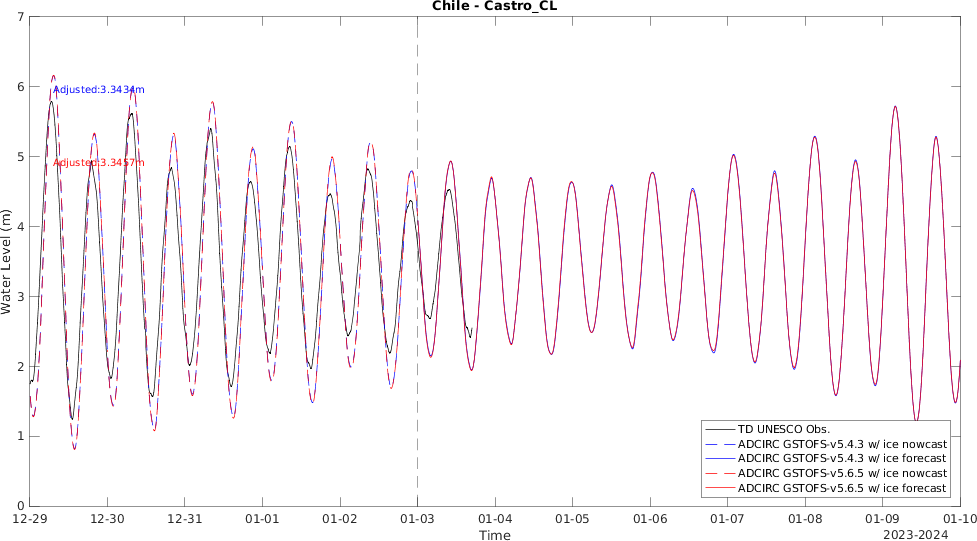 Chile - Castro_CL
7
6
5
4
3
2
1
0
Water Level (m)
Adjusted:3.3434m
Adjusted:3.3457m
TD UNESCO Obs.
ADCIRC GSTOFS-v5.4.3 w/ ice nowcast
ADCIRC GSTOFS-v5.4.3 w/ ice forecast
ADCIRC GSTOFS-v5.6.5 w/ ice nowcast
ADCIRC GSTOFS-v5.6.5 w/ ice forecast
12-29 12-30 12-31 01-01 01-02 01-03 01-04 01-05 01-06 01-07 01-08 01-09 01-10
Time
2023-2024